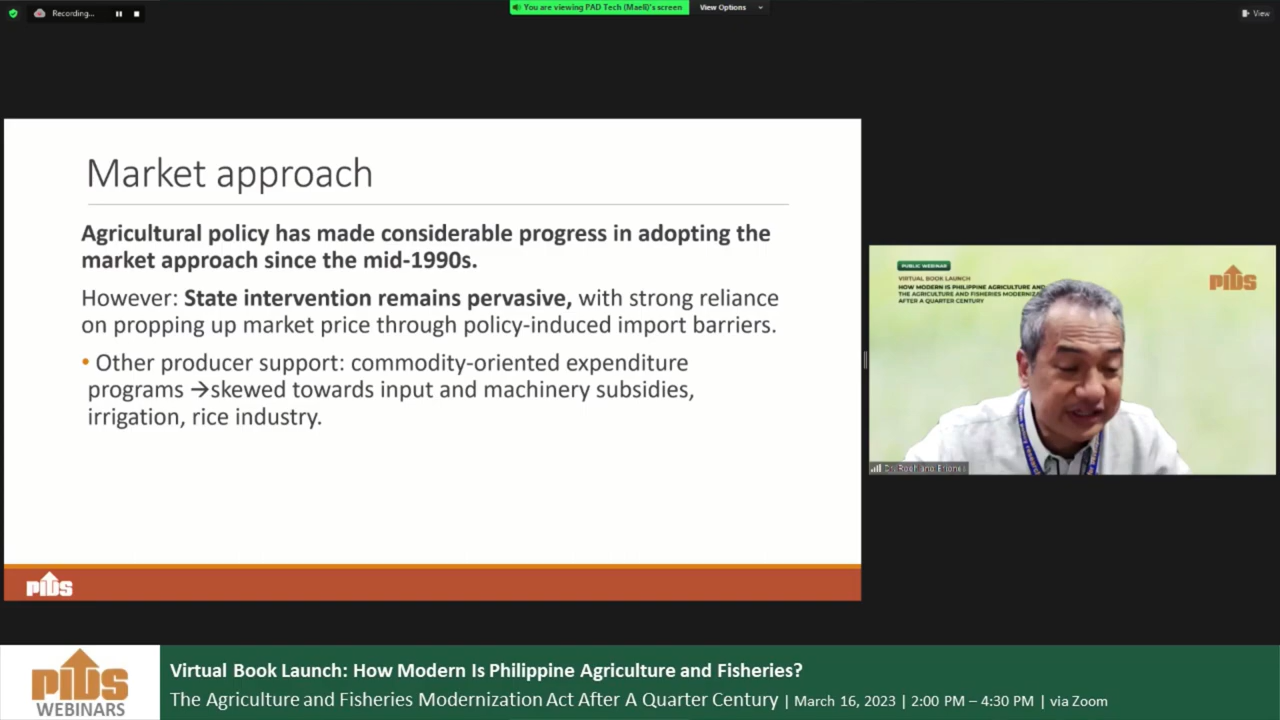 Recording...
You are viewing PAD Tech (Maeli)'s screen
View Options
View
Market approach
Agricultural policy has made considerable progress in adopting the
market approach since the mid-1990s.
However: State intervention remains pervasive, with strong reliance
on propping up market price through policy-induced import barriers.
• Other producer support: commodity-oriented expenditure
programs →skewed towards input and machinery subsidies,
irrigation, rice industry.
PIDS
PUBLIC WEBINAR
VIRTUAL BOOK LAUNCH
HOW MODERN IS PHILIPPINE AGRICULTURE AND
THE AGRICULTURE AND FISHERIES
AFTER A QUARTER CENTURY
PIDS
Dr.
PIDS
WEBINARS
Virtual Book Launch: How Modern Is Philippine Agriculture and Fisheries?
The Agriculture and Fisheries Modernization Act After A Quarter Century | March 16, 2023 | 2:00 PM – 4:30 PM | via Zoom